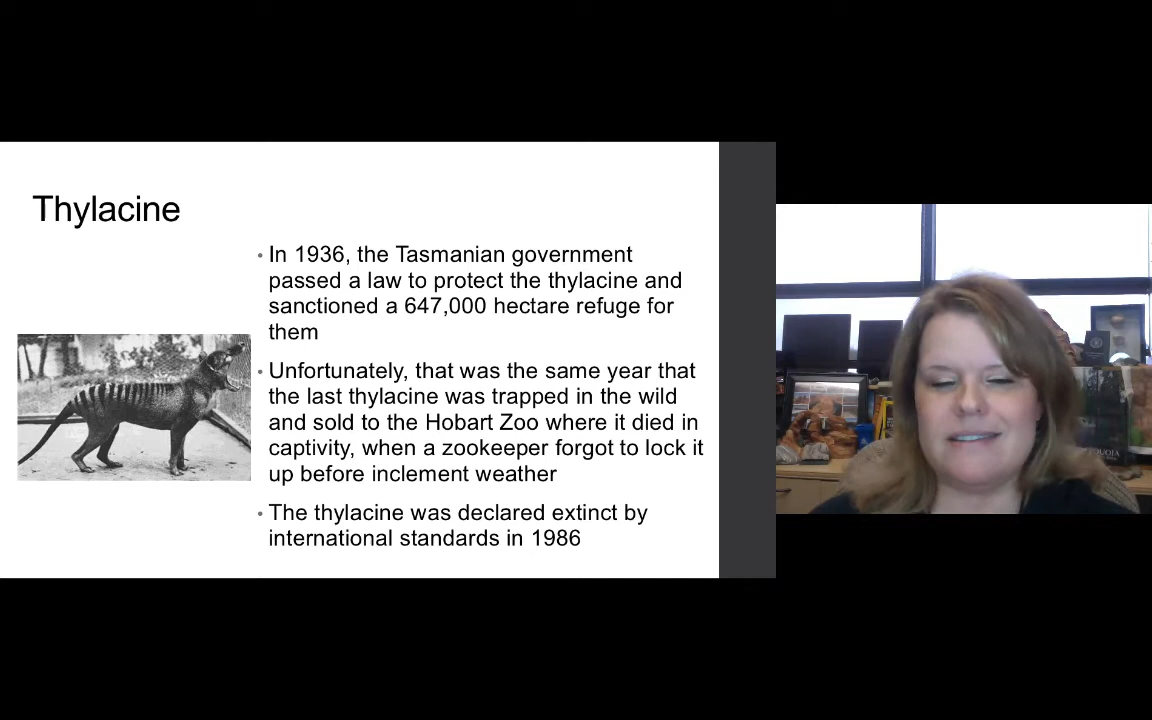 Thylacine
• In 1936, the Tasmanian government
passed a law to protect the thylacine and
sanctioned a 647,000 hectare refuge for
them
• Unfortunately, that was the same year that
the last thylacine was trapped in the wild
and sold to the Hobart Zoo where it died in
captivity, when a zookeeper forgot to lock it
up before inclement weather
• The thylacine was declared extinct by
international standards in 1986